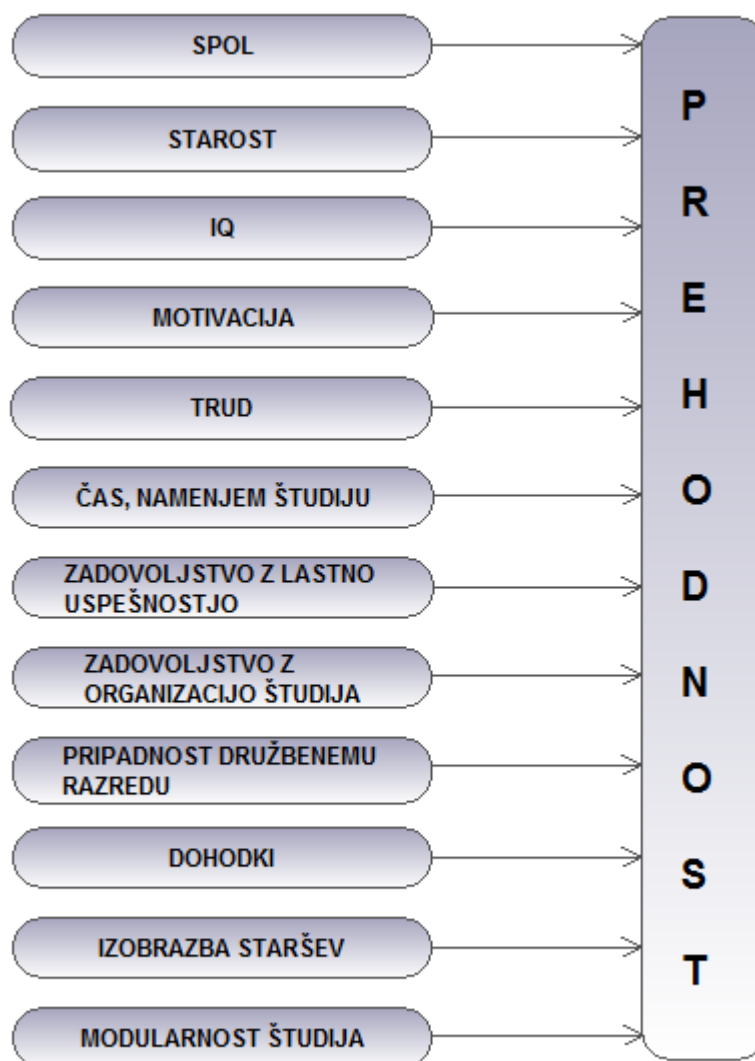 SPOL
STAROST
IQ
MOTIVACIJA
TRUD
ČAS, NAMENJEM ŠTUDIJU
ZADOVOLJSTVO Z LASTNO
USPEŠNOSTJO
ZADOVOLJSTVO Z
ORGANIZACIJO ŠTUDIJA
PRIPADNOST DRUŽBENEMU
RAZREDU
DOHODKI
IZOBRAZBA STARŠEV
MODULARNOST ŠTUDIJA
PREHODNOST